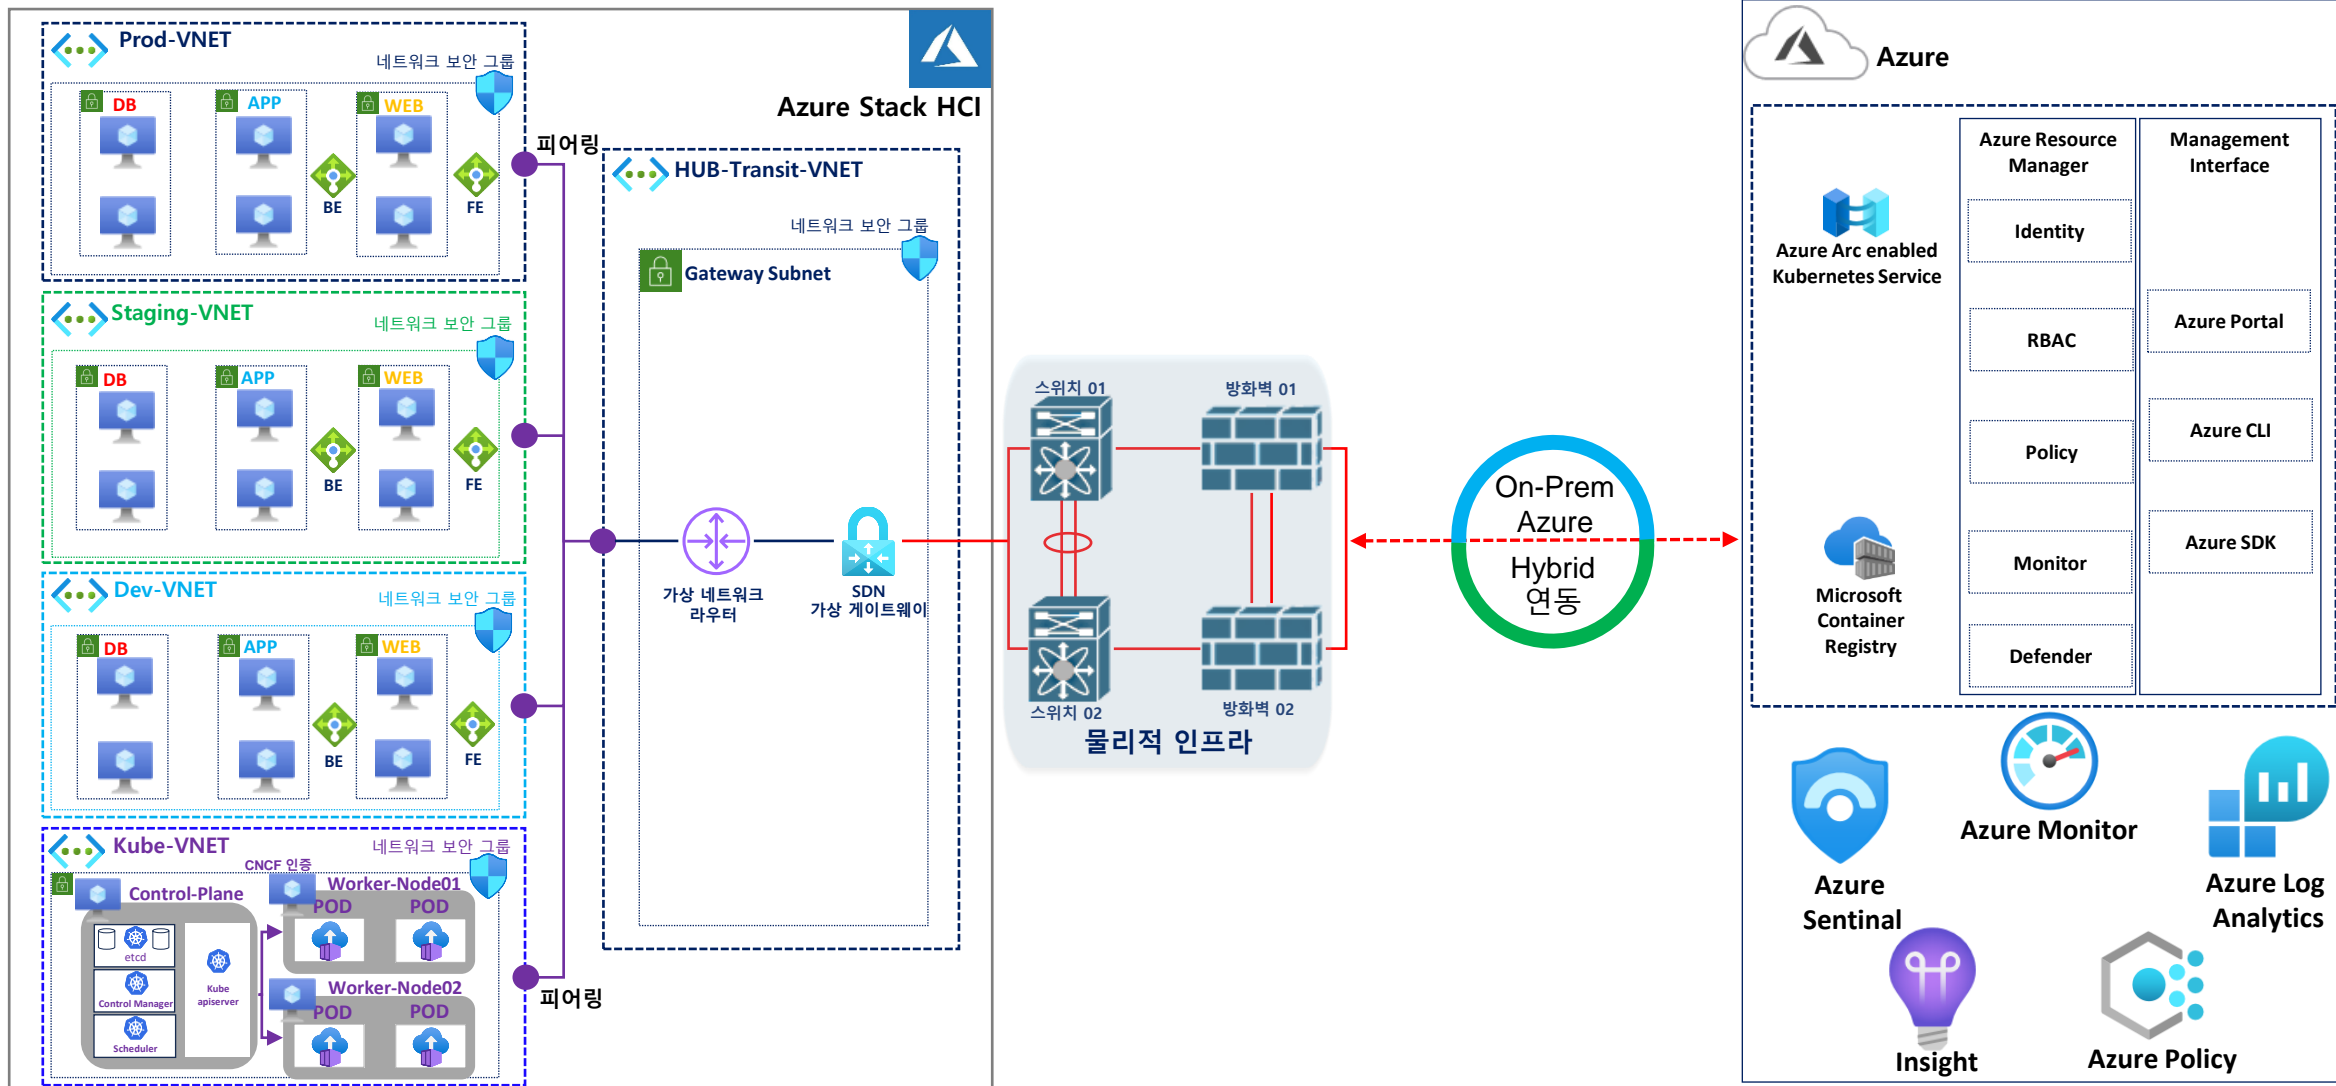 Prod-VNET
네트워크 보안 그룹
DB
APP
WEB
BE
FE
피어링
Staging-VNET
네트워크 보안 그룹
DB
APP
WEB
BE
FE
Dev-VNET
네트워크 보안 그룹
DB
APP
WEB
BE
FE
Kube-VNET
네트워크 보안 그룹
CNCF 인증
Control-Plane
etcd
Control Manager
Scheduler
Kube
apiserver
Worker-Node01
POD
POD
Worker-Node02
POD
POD
피어링
Azure Stack HCI
HUB-Transit-VNET
네트워크 보안 그룹
Gateway Subnet
가상 네트워크
라우터
SDN
가상 게이트웨이
스위치 01
방화벽 01
스위치 02
방화벽 02
물리적 인프라
On-Prem
Azure
Hybrid
연동
Azure
Azure Arc enabled
Kubernetes Service
Microsoft
Container
Registry
Azure Resource
Manager
Identity
RBAC
Policy
Monitor
Defender
Management
Interface
Azure Portal
Azure CLI
Azure SDK
Azure
Sentinal
Azure Monitor
Azure Log
Analytics
Insight
Azure Policy